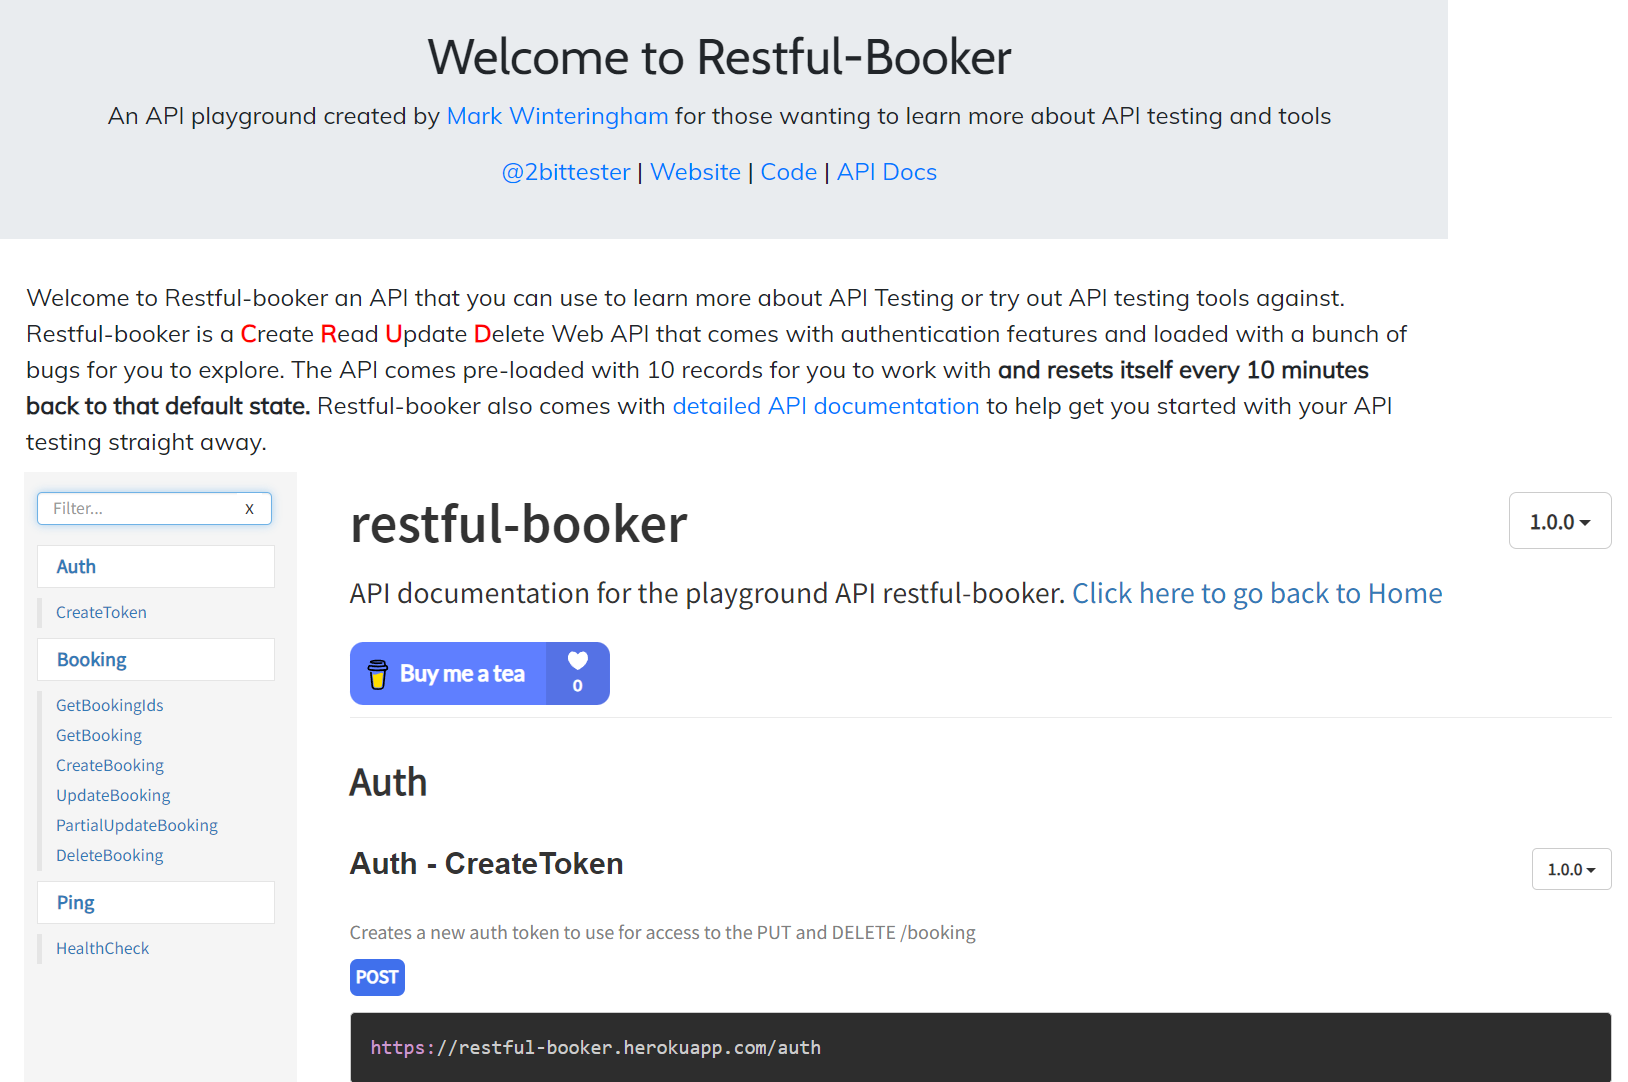 Welcome to Restful-Booker
An API playground created by Mark Winteringham for those wanting to learn more about API testing and tools
@2bittester | Website | Code | API Docs
Welcome to Restful-booker an API that you can use to learn more about API Testing or try out API testing tools against.
Restful-booker is a Create Read Update Delete Web API that comes with authentication features and loaded with a bunch of
bugs for you to explore. The API comes pre-loaded with 10 records for you to work with and resets itself every 10 minutes
back to that default state. Restful-booker also comes with detailed API documentation to help get you started with your API
testing straight away.
Filter... X
Auth
CreateToken
Booking
GetBookingIds
GetBooking
CreateBooking
UpdateBooking
PartialUpdateBooking
DeleteBooking
Ping
HealthCheck
restful-booker
1.0.0
API documentation for the playground API restful-booker. Click here to go back to Home
Buy me a tea
0
Auth
Auth - CreateToken
1.0.0
Creates a new auth token to use for access to the PUT and DELETE /booking
POST
https://restful-booker.herokuapp.com/auth